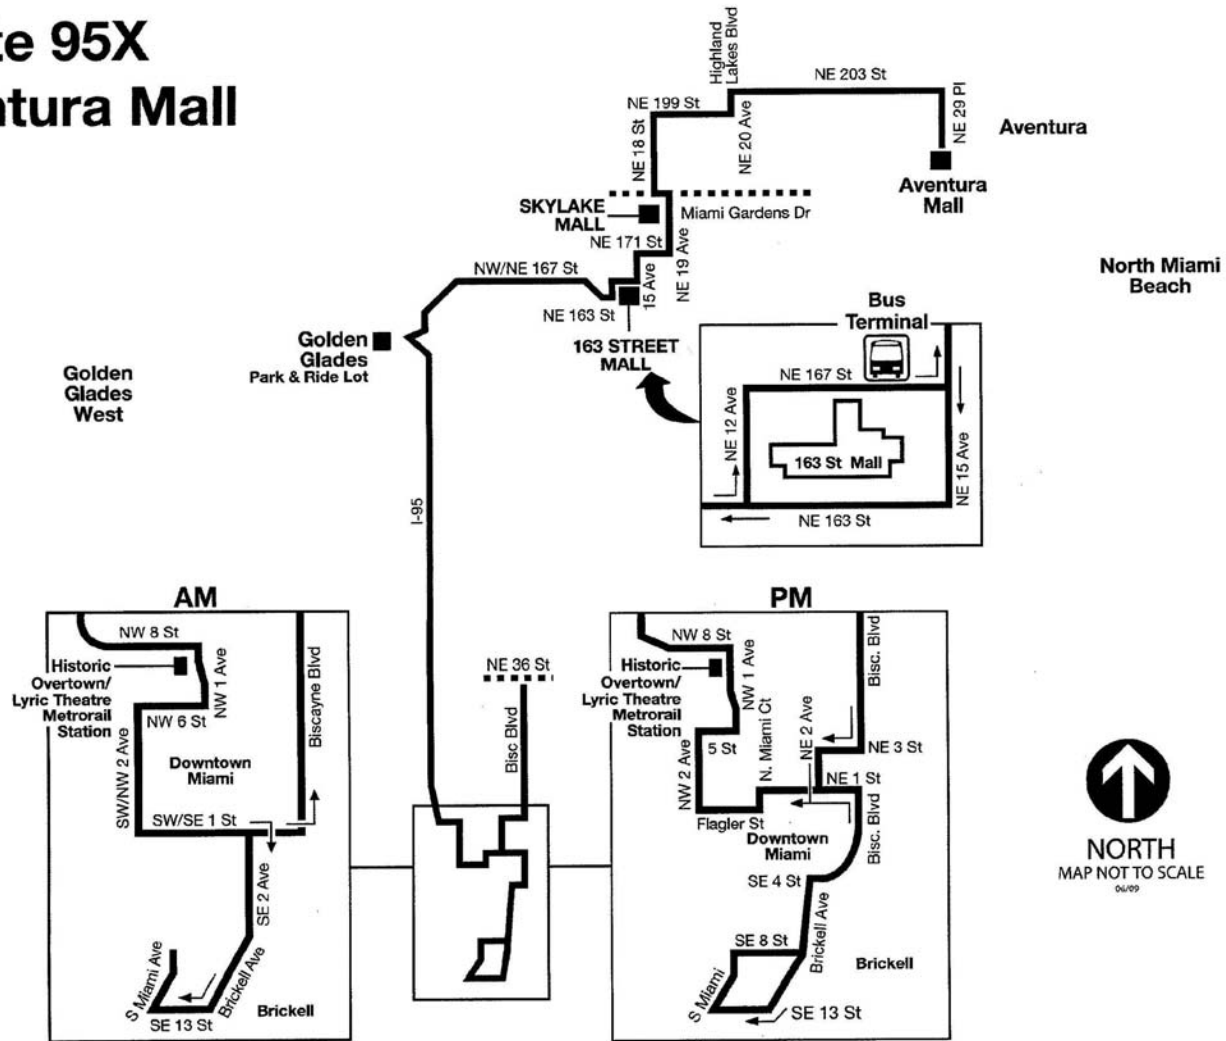 te 95X
ntura Mall
Highland
Lakes Blvd
NE 203 St
NE 199 St
NE 18 St
NE 20 Ave
NE 29 Pl
Aventura
Aventura
Mall
SKYLAKE
MALL
Miami Gardens Dr
NE 171 St
NE 19 Ave
NW/NE 167 St
15 Ave
NE 163 St
163 STREET
MALL
North Miami
Beach
Golden
Glades
Park & Ride Lot
Golden
Glades
West
Bus
Terminal
NE 167 St
NE 12 Ave
163 St Mall
NE 15 Ave
NE 163 St
I-95
AM
NW 8 St
Historic
Overtown/
Lyric Theatre
Metrorail
Station
NW 1 Ave
NW 6 St
SW/NW 2 Ave
Biscayne Blvd
Downtown
Miami
SW/SE 1 St
SE 2 Ave
S Miami Ave
Brickell Ave
SE 13 St
Brickell
NE 36 St
Bisc Blvd
PM
NW 8 St
Historic
Overtown/
Lyric Theatre
Metrorail
Station
NW 1 Ave
5 St
NW 2 Ave
N. Miami Ct
NE 2 Ave
Bisc. Blvd
NE 3 St
NE 1 St
Flagler St
Downtown
Miami
Bisc. Blvd
SE 4 St
Brickell Ave
SE 8 St
S Miami
SE 13 St
Brickell
NORTH
MAP NOT TO SCALE
06/09